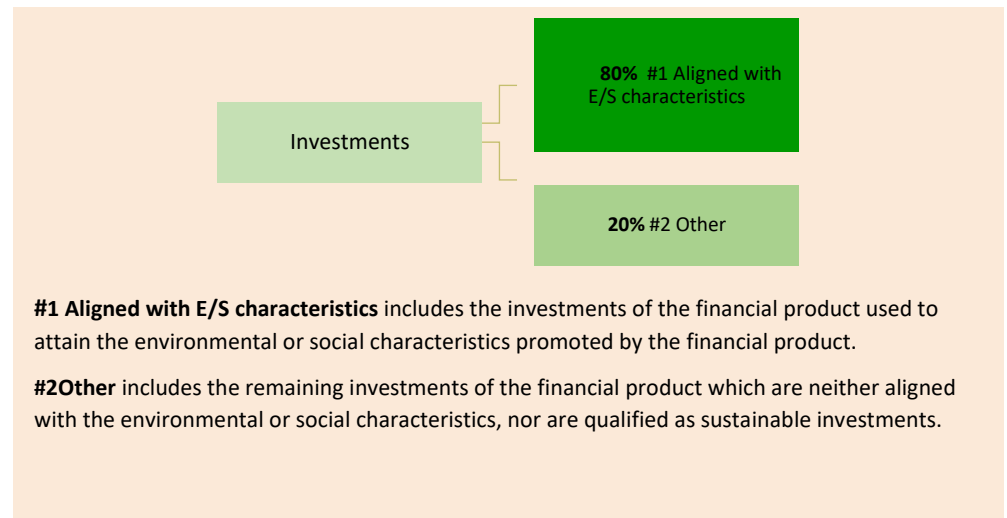 80% #1 Aligned with
E/S characteristics
Investments
20% #2 Other
#1 Aligned with E/S characteristics includes the investments of the financial product used to
attain the environmental or social characteristics promoted by the financial product.
#2Other includes the remaining investments of the financial product which are neither aligned
with the environmental or social characteristics, nor are qualified as sustainable investments.